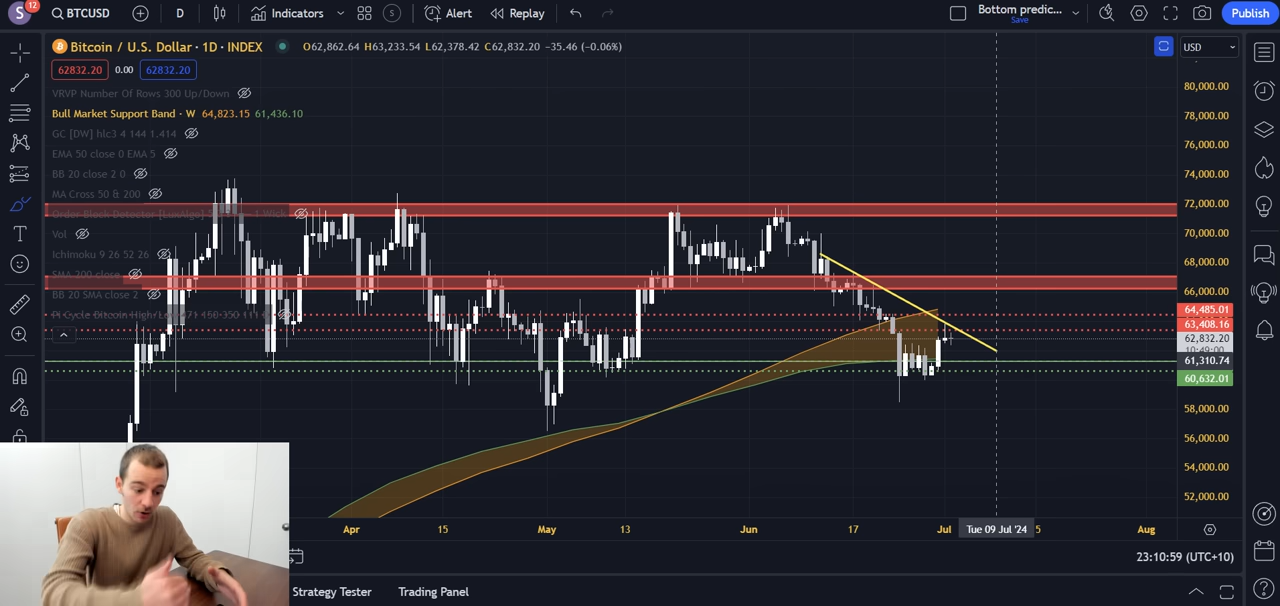 S 12 BTCUSD D Indicators S Alert Replay Bottom predic... Save Publish
Bitcoin / U.S. Dollar · 1D · INDEX O62,862.64 H63,233.54 L62,378.42 C62,832.20 −35.46 (−0.06%) USD
62832.20 0.00 62832.20
VRVP Number Of Rows 300 Up/Down
Bull Market Support Band · W 64,823.15 61,436.10
GC [DW] hlc3 4 144 1.414
EMA 50 close 0 EMA 5
BB 20 close 2 0
MA Cross 50 & 200
Vol
Ichimoku 9 26 52 26
SMA 200 close
BB 20 SMA close 2
80,000.00
78,000.00
76,000.00
74,000.00
72,000.00
70,000.00
68,000.00
66,000.00
64,485.01
63,408.16
62,832.20
10:49:00
61,310.74
60,632.01
58,000.00
56,000.00
54,000.00
52,000.00
Apr 15 May 13 Jun 17 Jul Tue 09 Jul '24 5 Aug
23:10:59 (UTC+10)
Strategy Tester Trading Panel